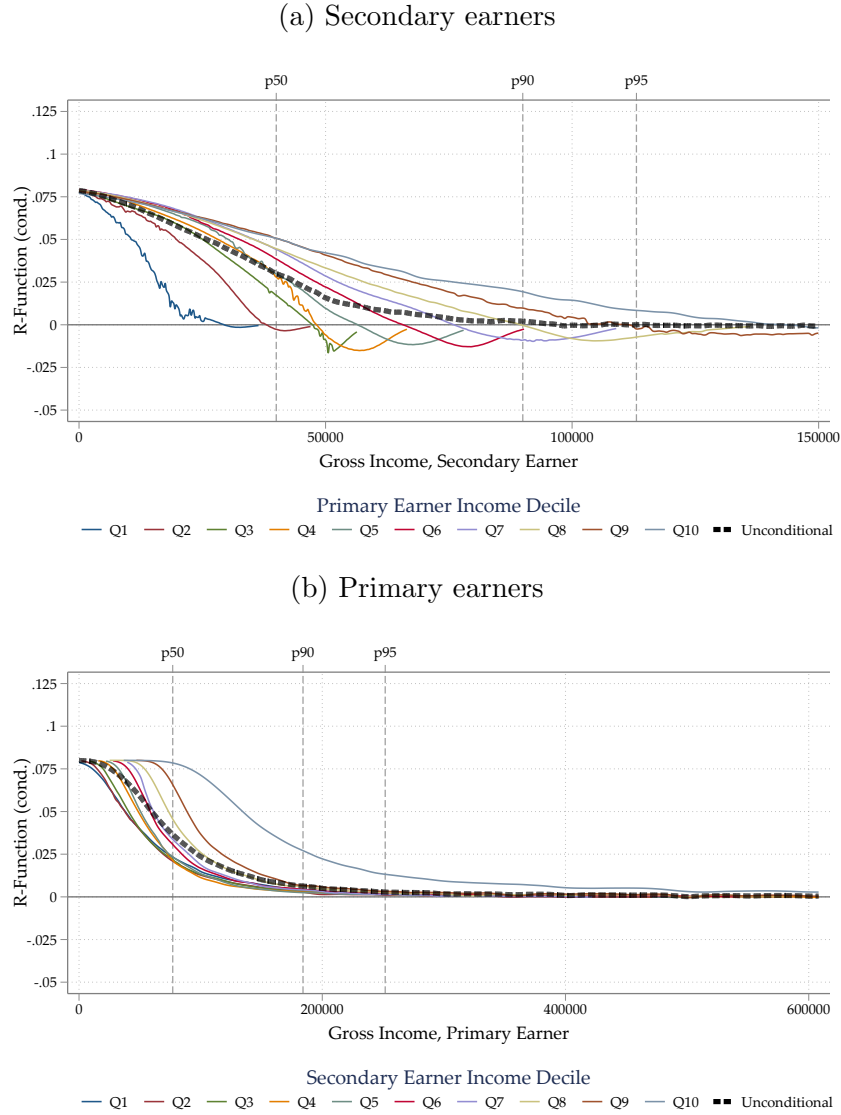 (a) Secondary earners
p50 p90 p95
.125
.1
.075
.05
.025
0
-.025
-.05
R-Function (cond.)
0 50000 100000 150000
Gross Income, Secondary Earner
Primary Earner Income Decile
Q1 Q2 Q3 Q4 Q5 Q6 Q7 Q8 Q9 Q10 Unconditional
(b) Primary earners
p50 p90 p95
.125
.1
.075
.05
.025
0
-.025
-.05
R-Function (cond.)
0 200000 400000 600000
Gross Income, Primary Earner
Secondary Earner Income Decile
Q1 Q2 Q3 Q4 Q5 Q6 Q7 Q8 Q9 Q10 Unconditional